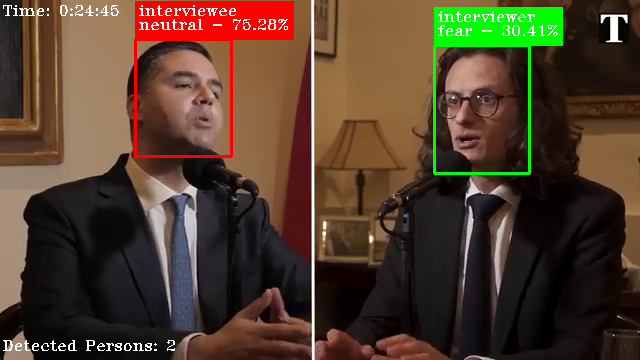 Time: 0:24:45
interviewee
neutral - 75.28%
interviewer
fear - 30.41%
T
Detected Persons: 2